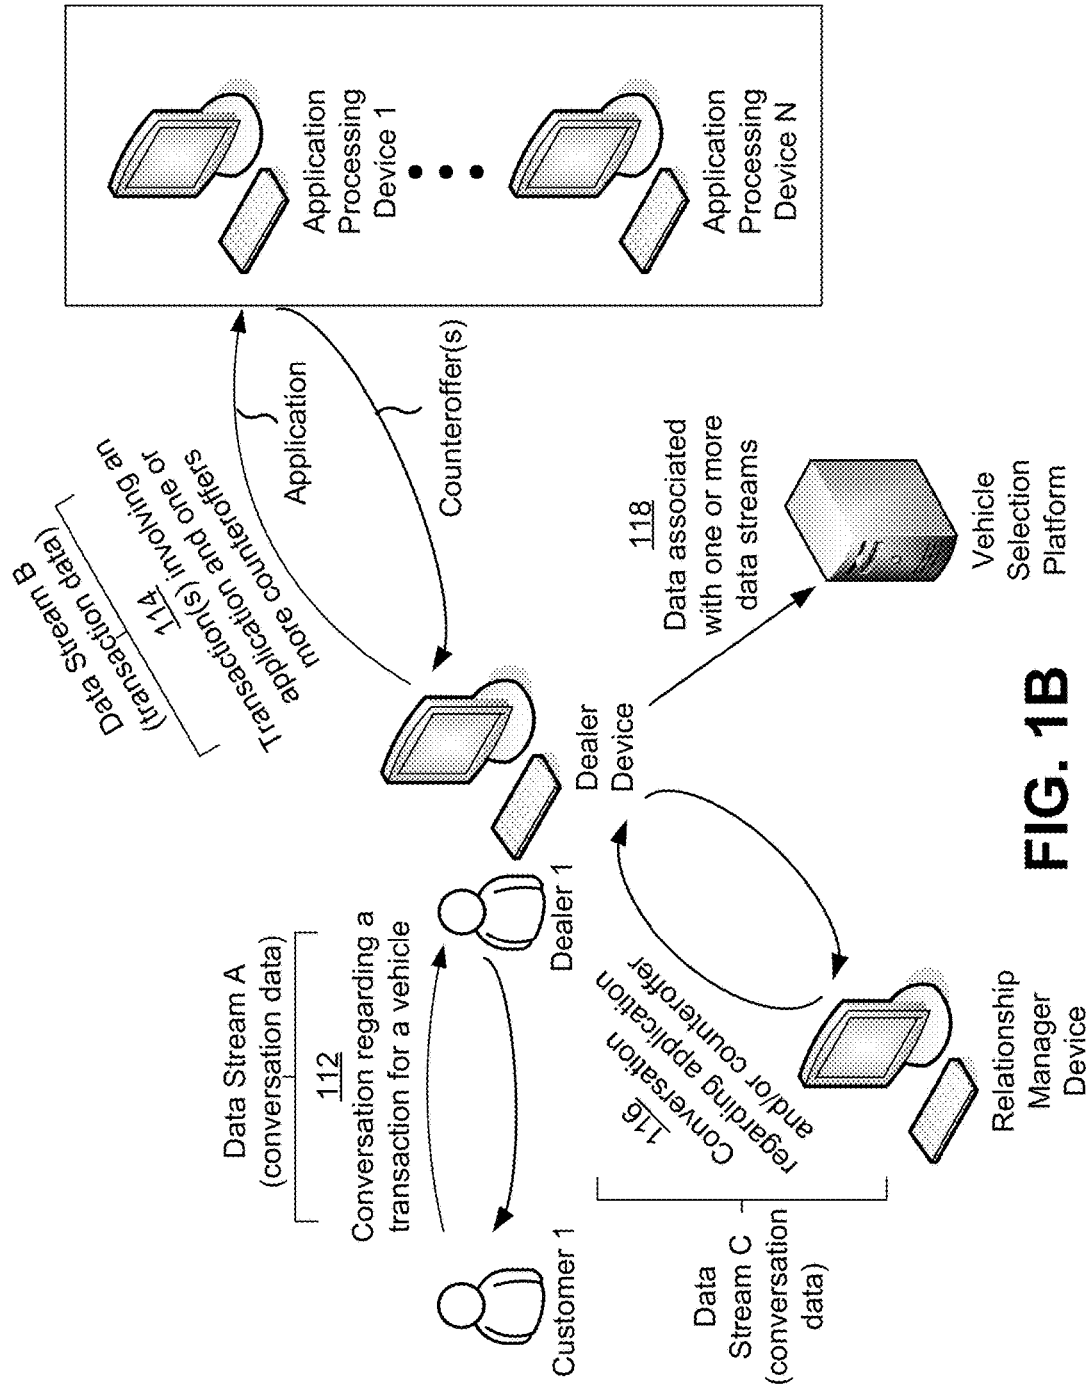 Data Stream A
(conversation data)
112
Conversation regarding a
transaction for a vehicle
Customer 1
Dealer 1
Data Stream B
(transaction data)
114
Transaction(s) involving an
application and one or
more counteroffers
Application
Counteroffer(s)
Application
Processing
Device 1
Application
Processing
Device N
Dealer
Device
Data
Stream C
(conversation
data)
116
Conversation
regarding application
and/or counteroffer
Relationship
Manager
Device
118
Data associated
with one or more
data streams
Vehicle
Selection
Platform
FIG. 1B